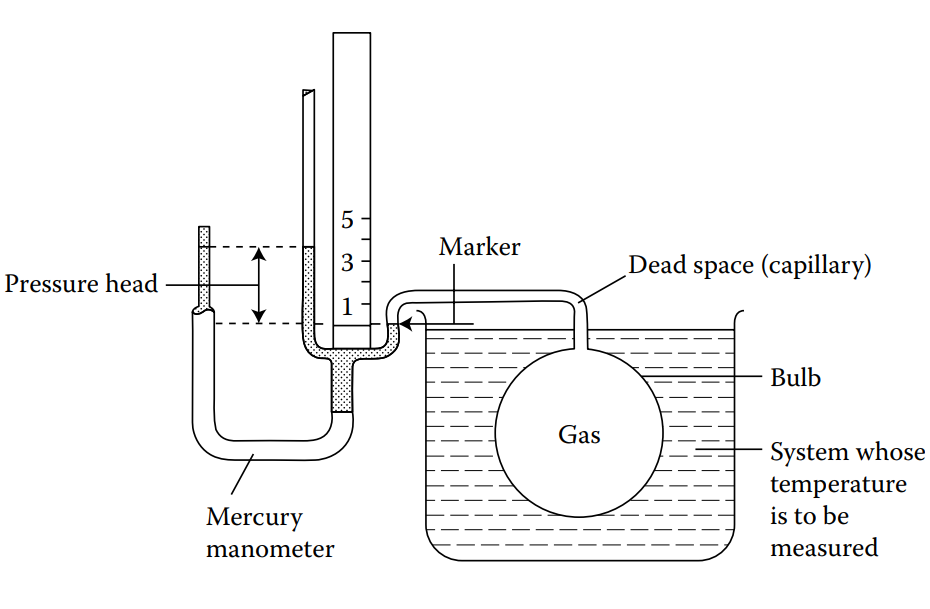 5
3
1
Marker
Dead space (capillary)
Pressure head
Bulb
Gas
System whose
temperature
is to be
measured
Mercury
manometer